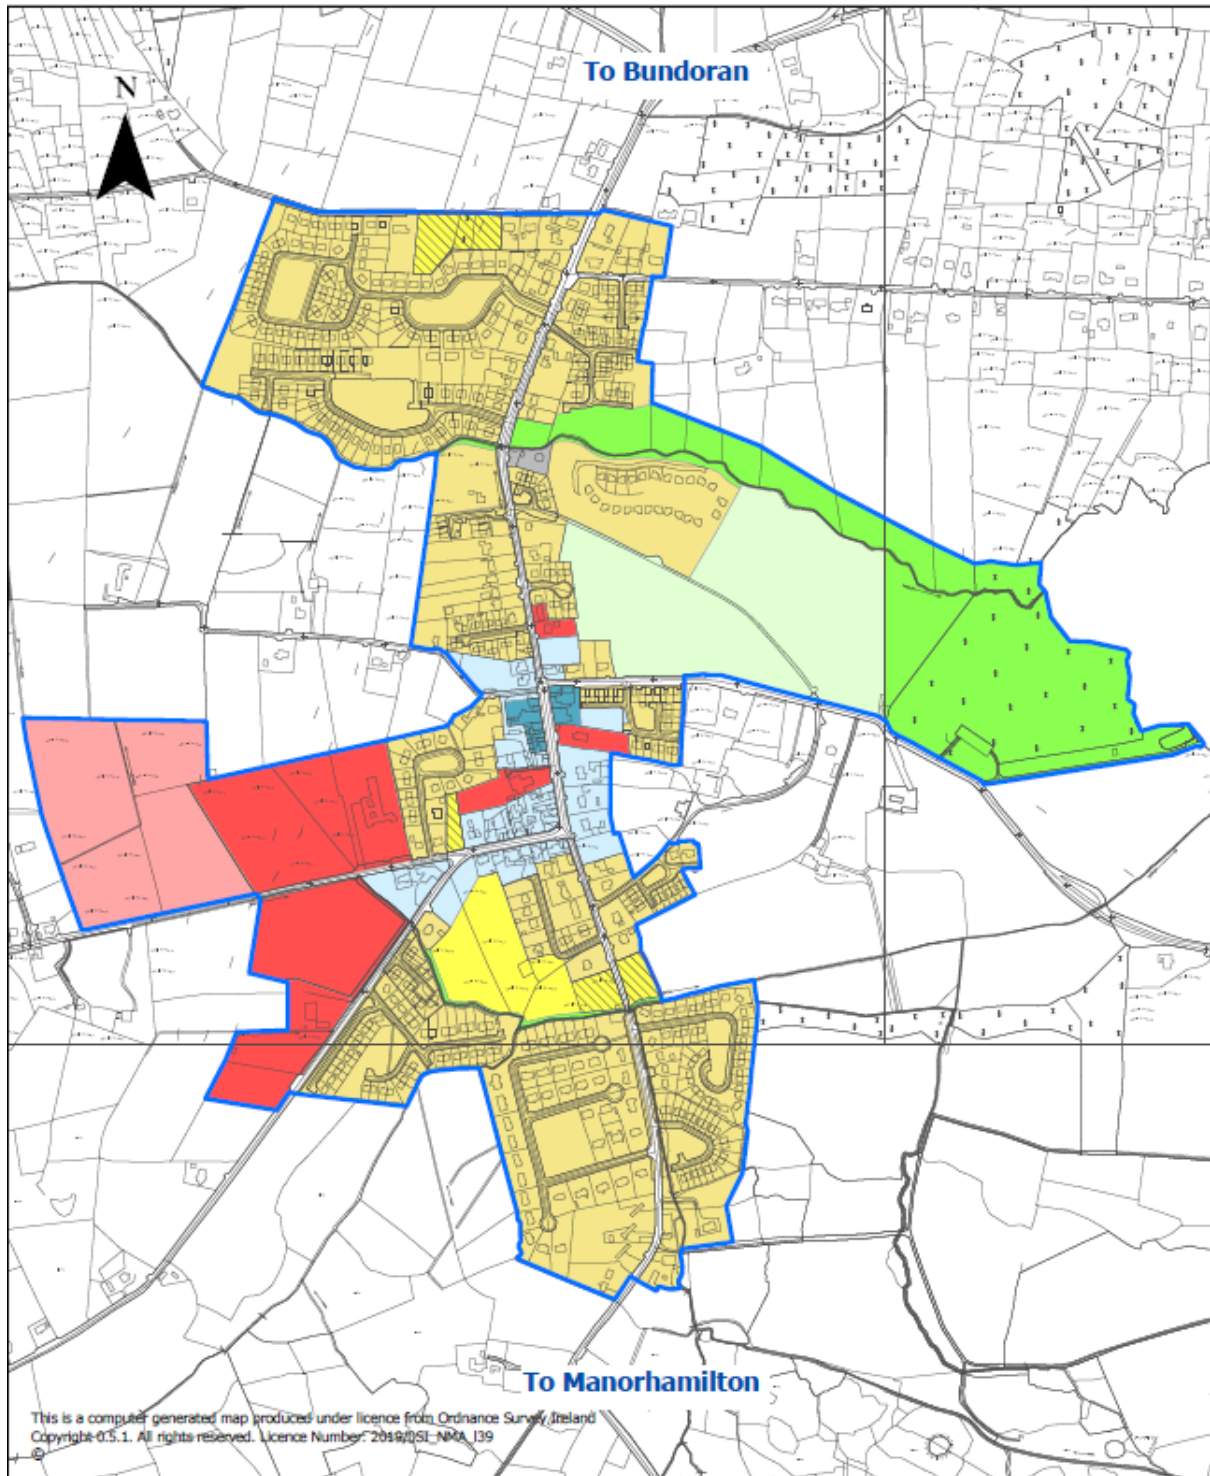 To Bundoran
N
To Manorhamilton
This is a computer generated map produced under licence from Ordnance Survey Ireland
Copyright 0.5.1. All rights reserved. Licence Number: 2019/OSI_NMA_139
©